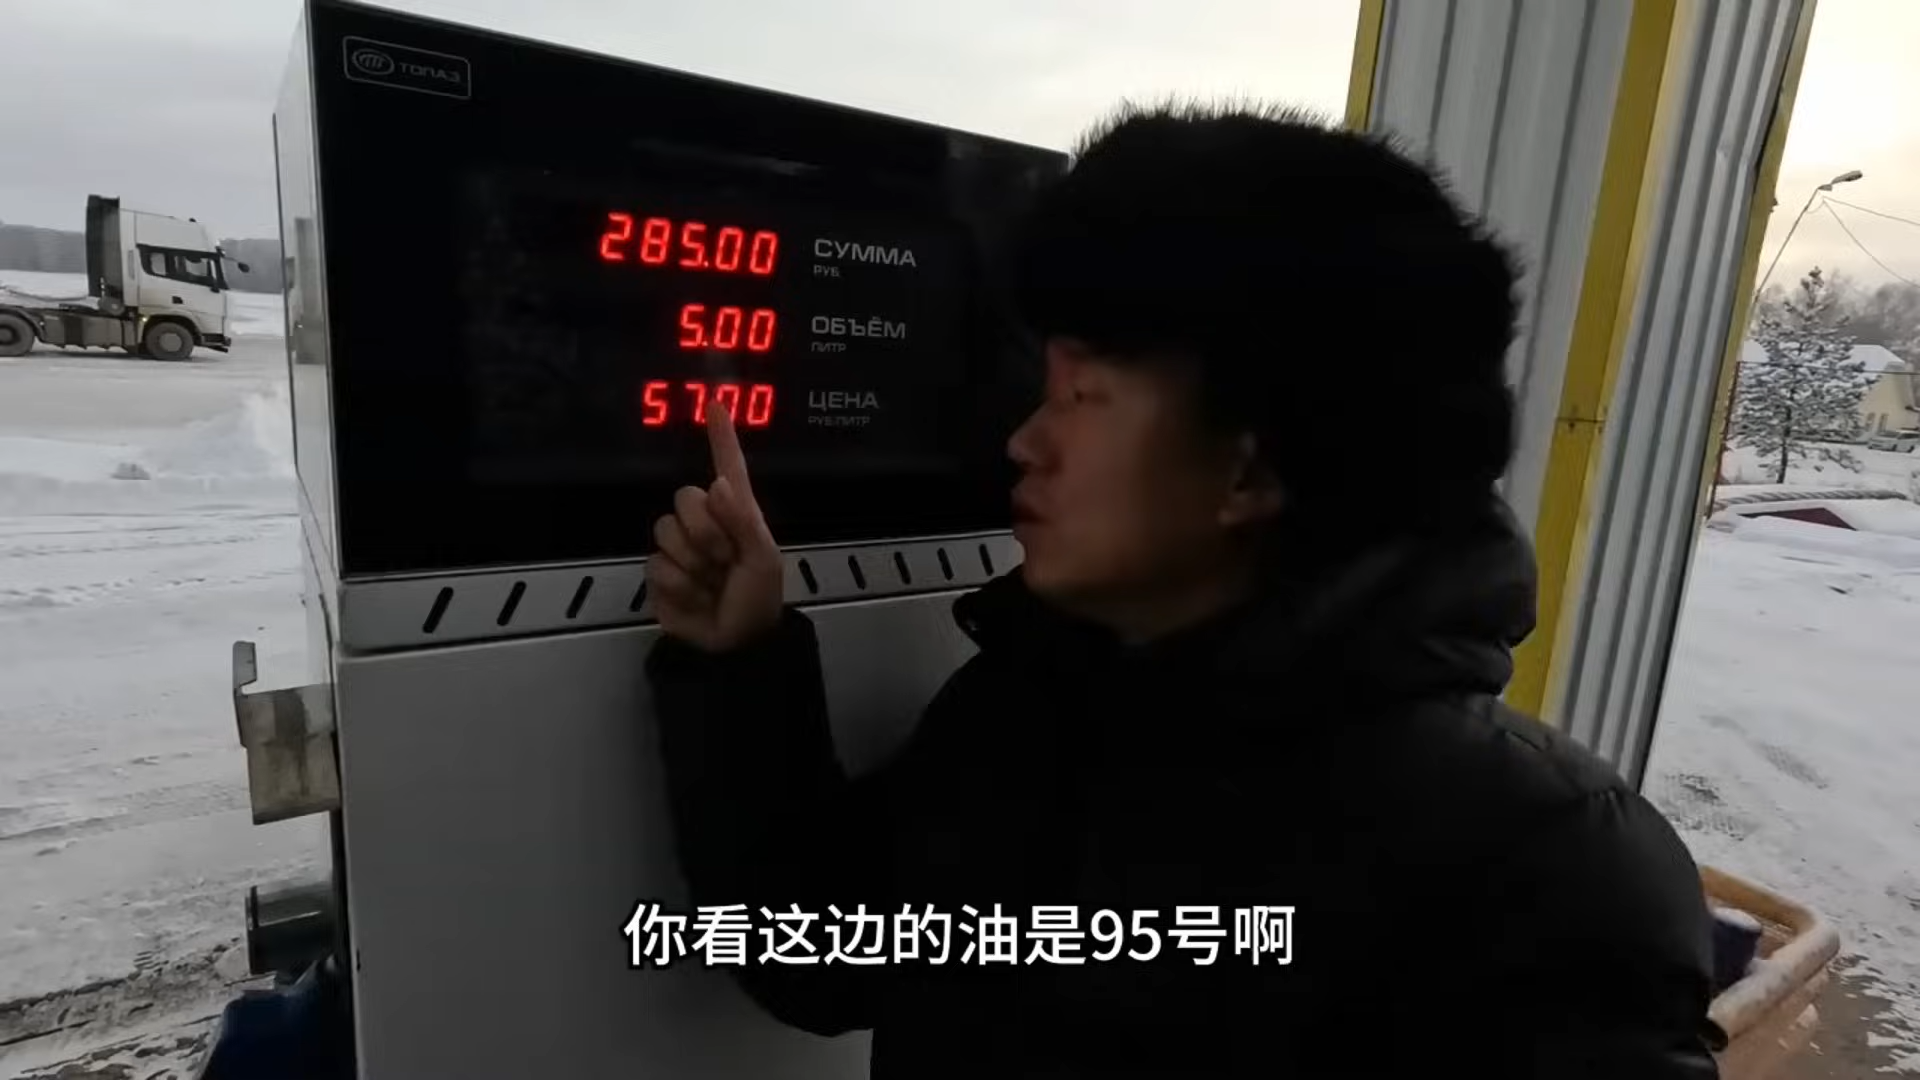 ТОПАЗ
285.00 СУММА
РУБ.
5.00 ОБЪЁМ
ЛИТР
57.00 ЦЕНА
РУБ/ЛИТР
你看这边的油是95号啊